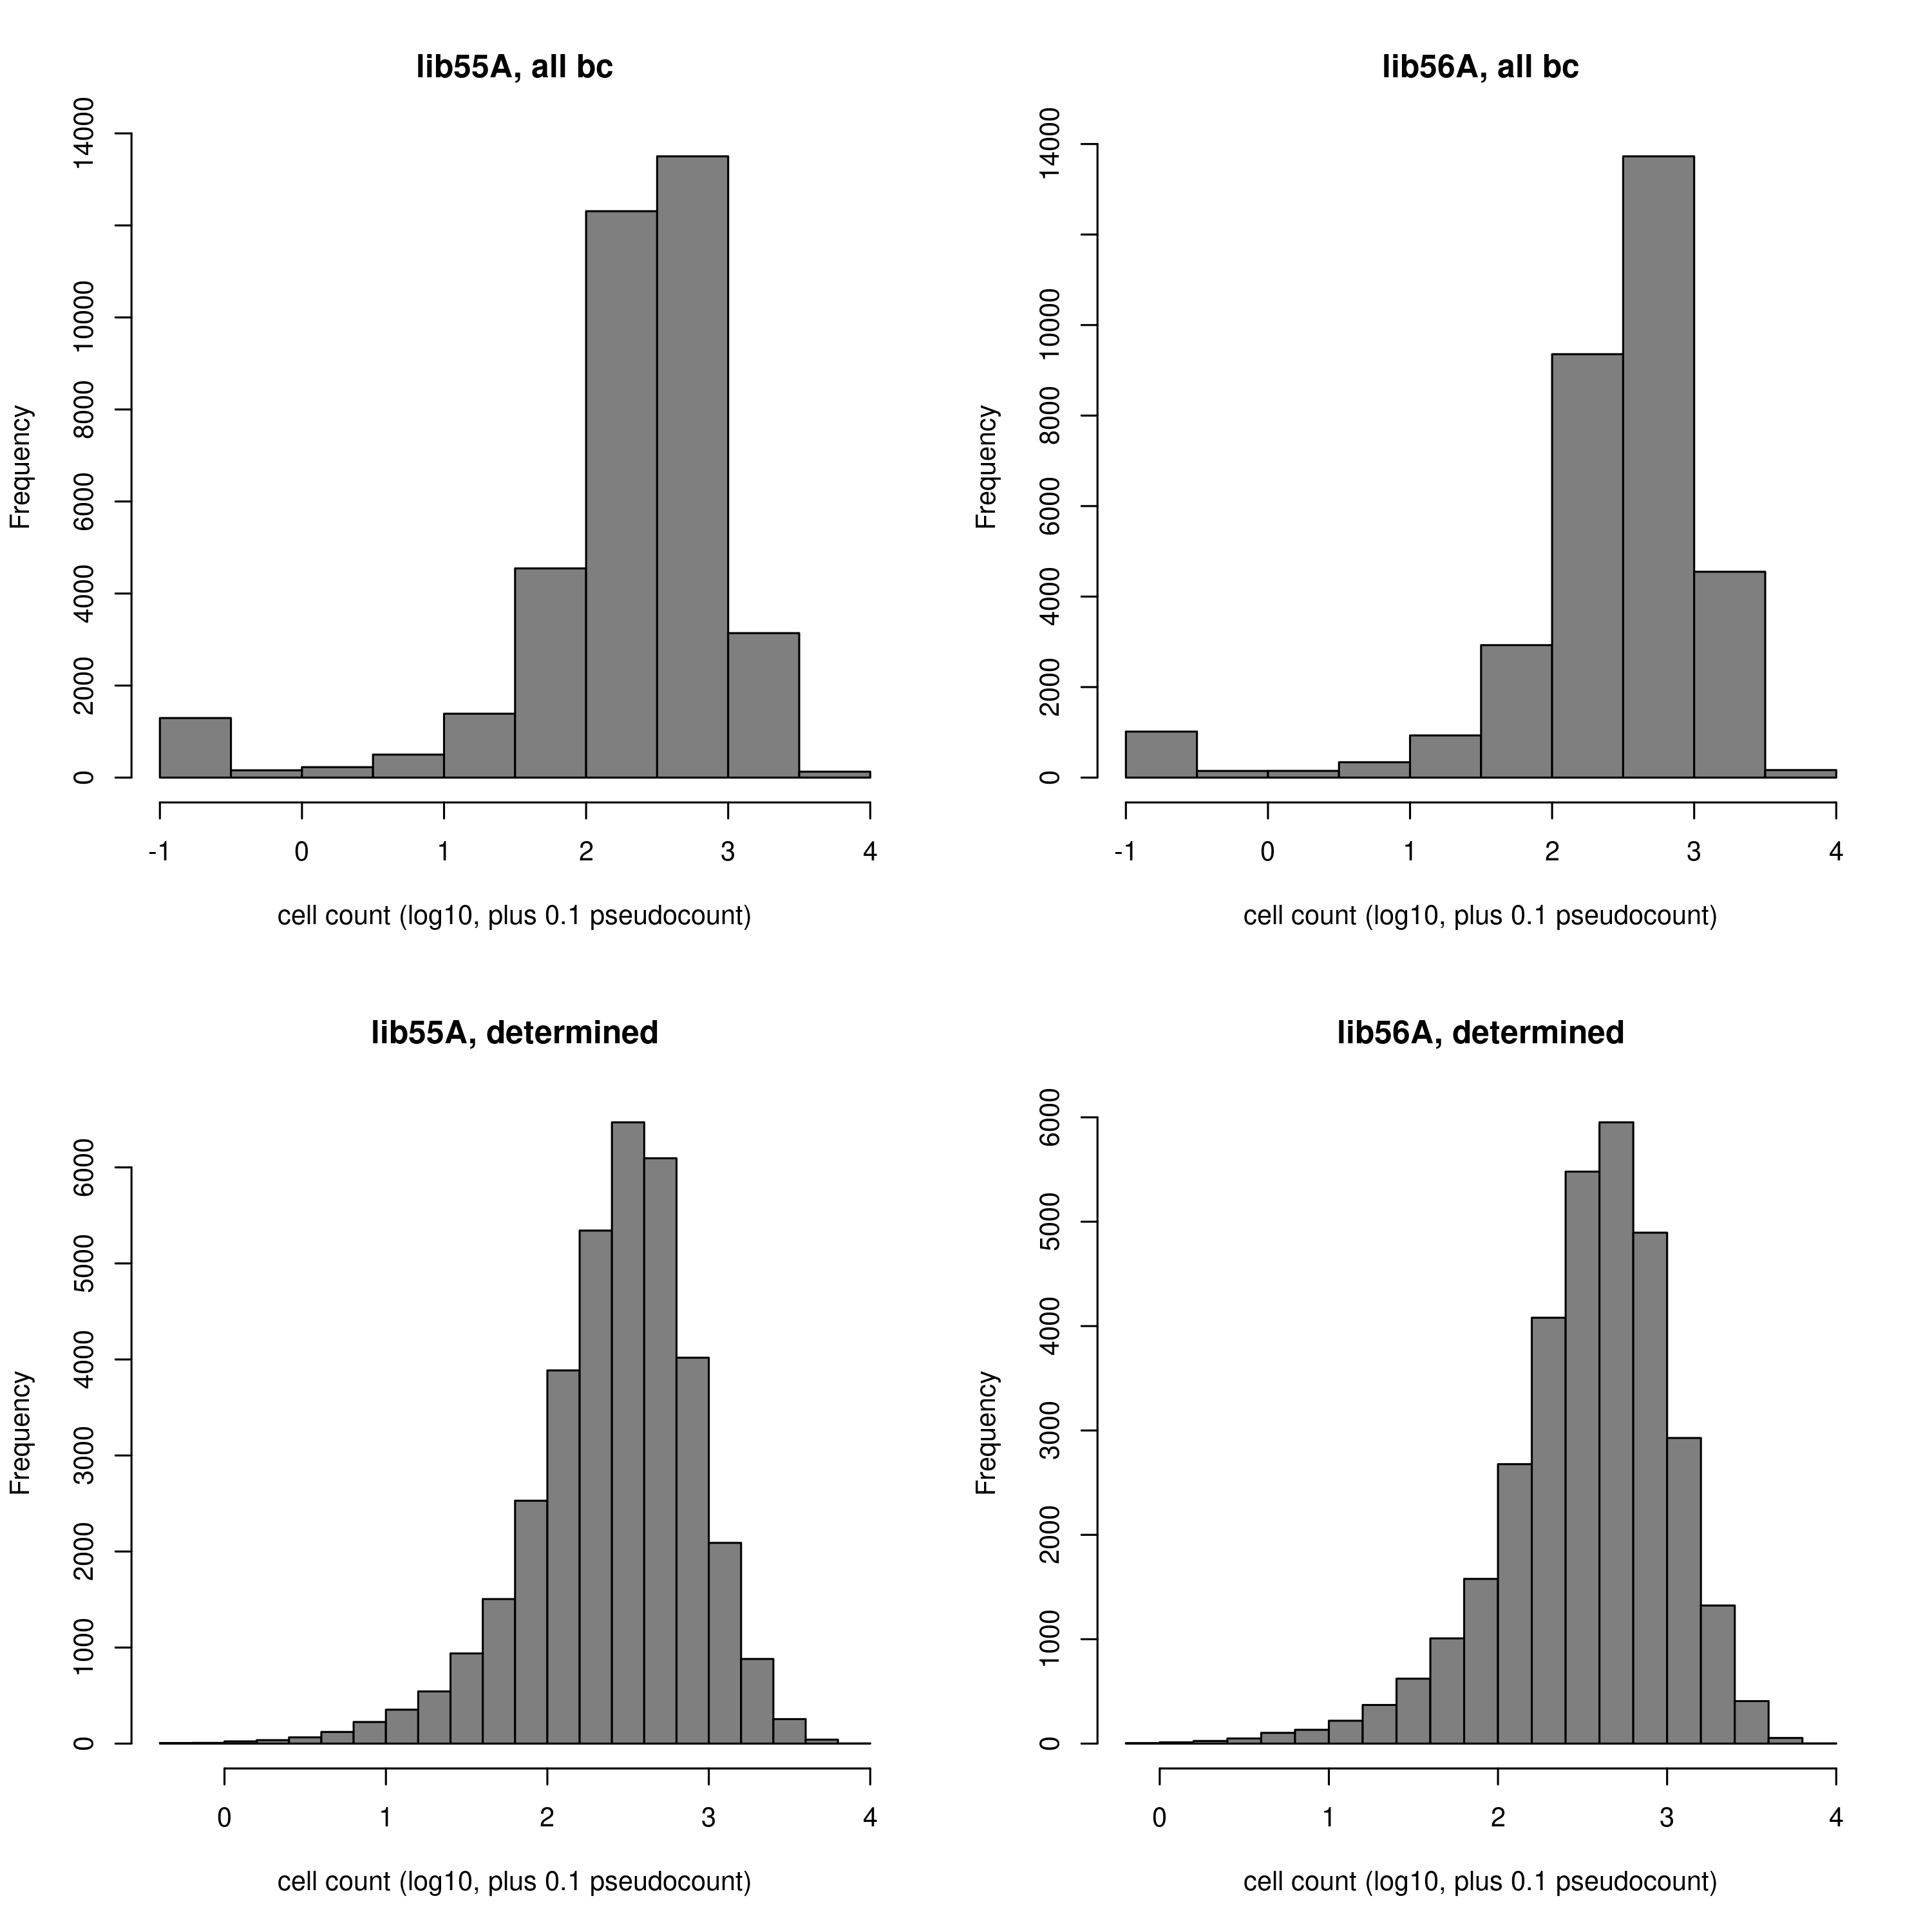 lib55A, all bc
Frequency
0
2000
4000
6000
8000
10000
14000
-1 0 1 2 3 4
cell count (log10, plus 0.1 pseudocount)
lib56A, all bc
Frequency
0
2000
4000
6000
8000
10000
14000
-1 0 1 2 3 4
cell count (log10, plus 0.1 pseudocount)
lib55A, determined
Frequency
0
1000
2000
3000
4000
5000
6000
0 1 2 3 4
cell count (log10, plus 0.1 pseudocount)
lib56A, determined
Frequency
0
1000
2000
3000
4000
5000
6000
0 1 2 3 4
cell count (log10, plus 0.1 pseudocount)